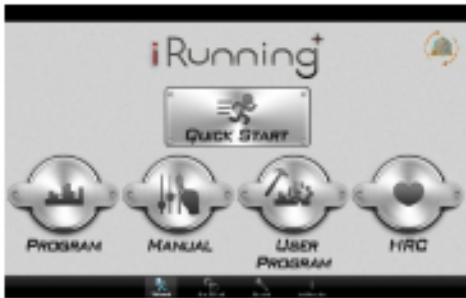 iRunning+
QUICK START
PROGRAM
MANUAL
USER
PROGRAM
HRC